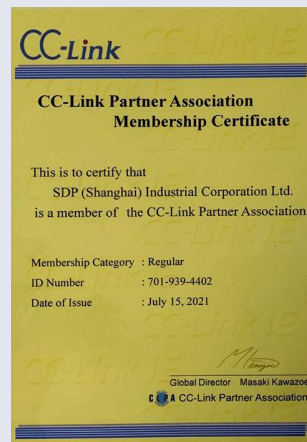 CC-Link
CC-Link Partner Association
Membership Certificate
This is to certify that
SDP (Shanghai) Industrial Corporation Ltd.
is a member of the CC-Link Partner Association
Membership Category : Regular
ID Number : 701-939-4402
Date of Issue : July 15, 2021
Global Director Masaki Kawazoe
CLPA CC-Link Partner Association